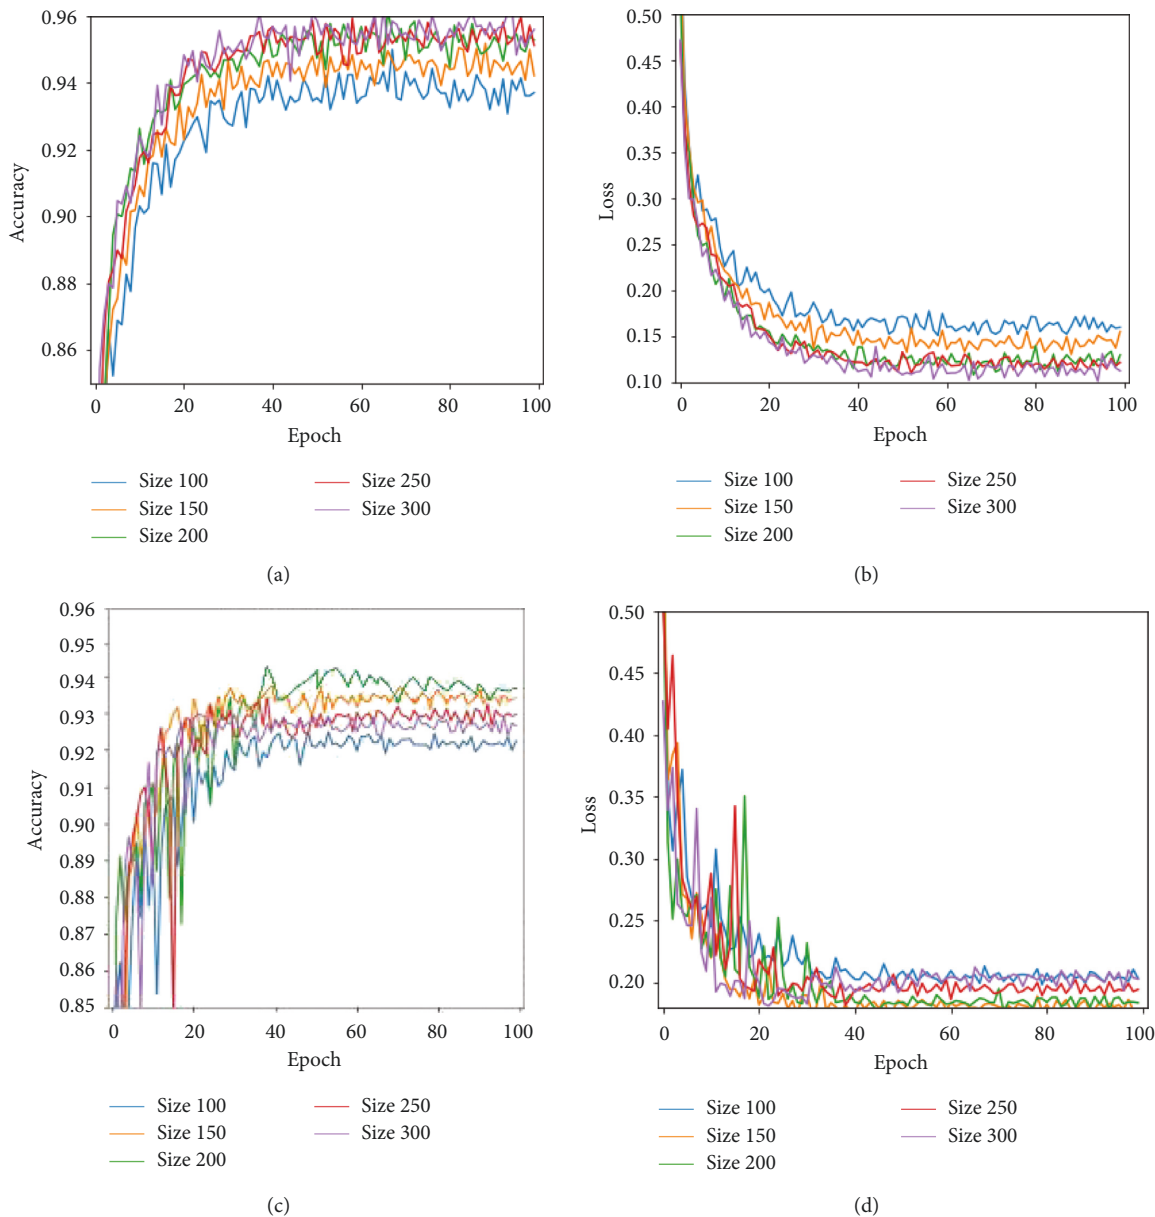 0.96
0.94
0.92
0.90
0.88
0.86
Accuracy
0 20 40 60 80 100
Epoch
Size 100
Size 150
Size 200
Size 250
Size 300
(a)
0.50
0.45
0.40
0.35
0.30
0.25
0.20
0.15
0.10
Loss
0 20 40 60 80 100
Epoch
Size 100
Size 150
Size 200
Size 250
Size 300
(b)
0.96
0.95
0.94
0.93
0.92
0.91
0.90
0.89
0.88
0.87
0.86
0.85
Accuracy
0 20 40 60 80 100
Epoch
Size 100
Size 150
Size 200
Size 250
Size 300
(c)
0.50
0.45
0.40
0.35
0.30
0.25
0.20
Loss
0 20 40 60 80 100
Epoch
Size 100
Size 150
Size 200
Size 250
Size 300
(d)